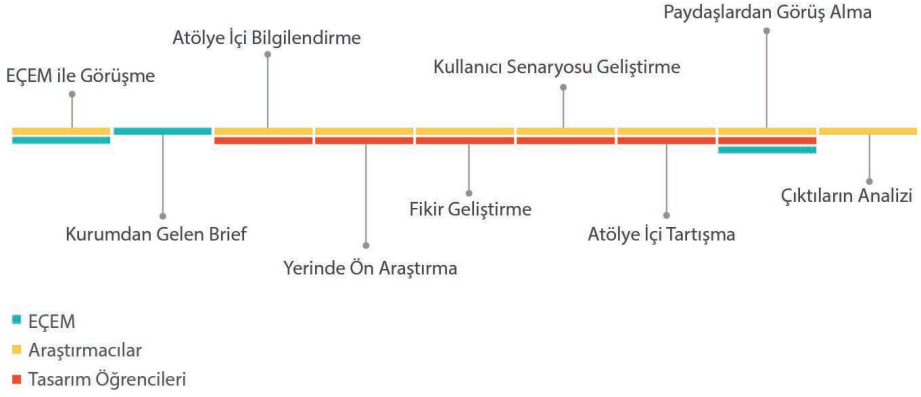 Paydaşlardan Görüş Alma
Atölye İçi Bilgilendirme
Kullanıcı Senaryosu Geliştirme
EÇEM ile Görüşme
Çıktıların Analizi
Fikir Geliştirme
Kurumdan Gelen Brief
Atölye İçi Tartışma
Yerinde Ön Araştırma
EÇEM
Araştırmacılar
Tasarım Öğrencileri